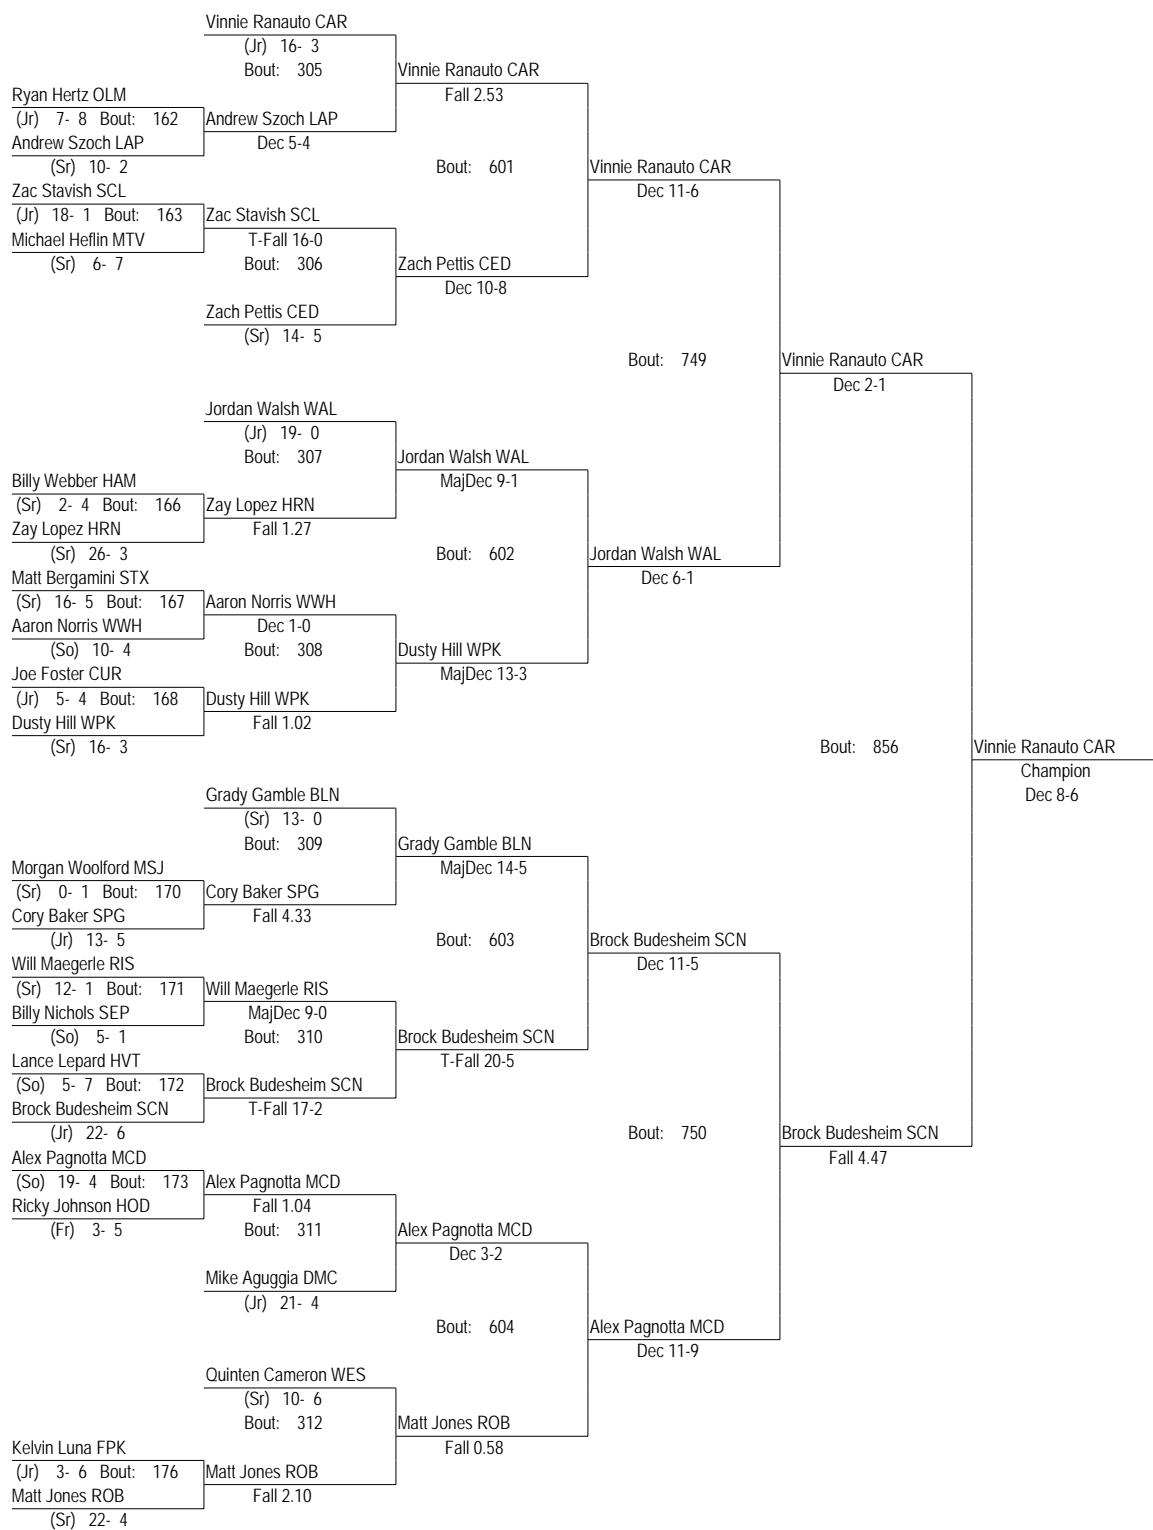 Vinnie Ranauto CAR
(Jr) 16- 3
Bout: 305
Vinnie Ranauto CAR
Fall 2.53
Ryan Hertz OLM
(Jr) 7- 8 Bout: 162
Andrew Szoch LAP
Andrew Szoch LAP
Dec 5-4
(Sr) 10- 2
Bout: 601
Vinnie Ranauto CAR
Dec 11-6
Zac Stavish SCL
(Jr) 18- 1 Bout: 163
Zac Stavish SCL
Michael Heflin MTV
T-Fall 16-0
(Sr) 6- 7
Bout: 306
Zach Pettis CED
Dec 10-8
Zach Pettis CED
(Sr) 14- 5
Bout: 749
Vinnie Ranauto CAR
Dec 2-1
Jordan Walsh WAL
(Jr) 19- 0
Bout: 307
Jordan Walsh WAL
MajDec 9-1
Billy Webber HAM
(Sr) 2- 4 Bout: 166
Zay Lopez HRN
Zay Lopez HRN
Fall 1.27
(Sr) 26- 3
Bout: 602
Jordan Walsh WAL
Dec 6-1
Matt Bergamini STX
(Sr) 16- 5 Bout: 167
Aaron Norris WWH
Aaron Norris WWH
Dec 1-0
(So) 10- 4
Bout: 308
Dusty Hill WPK
MajDec 13-3
Joe Foster CUR
(Jr) 5- 4 Bout: 168
Dusty Hill WPK
Dusty Hill WPK
Fall 1.02
(Sr) 16- 3
Bout: 856
Vinnie Ranauto CAR
Champion
Dec 8-6
Grady Gamble BLN
(Sr) 13- 0
Bout: 309
Grady Gamble BLN
MajDec 14-5
Morgan Woolford MSJ
(Sr) 0- 1 Bout: 170
Cory Baker SPG
Cory Baker SPG
Fall 4.33
(Jr) 13- 5
Bout: 603
Brock Budesheim SCN
Dec 11-5
Will Maegerle RIS
(Sr) 12- 1 Bout: 171
Will Maegerle RIS
Billy Nichols SEP
MajDec 9-0
(So) 5- 1
Bout: 310
Brock Budesheim SCN
T-Fall 20-5
Lance Lepard HVT
(So) 5- 7 Bout: 172
Brock Budesheim SCN
Brock Budesheim SCN
T-Fall 17-2
(Jr) 22- 6
Bout: 750
Brock Budesheim SCN
Fall 4.47
Alex Pagnotta MCD
(So) 19- 4 Bout: 173
Alex Pagnotta MCD
Ricky Johnson HOD
Fall 1.04
(Fr) 3- 5
Bout: 311
Alex Pagnotta MCD
Dec 3-2
Mike Aguggia DMC
(Jr) 21- 4
Bout: 604
Alex Pagnotta MCD
Dec 11-9
Quinten Cameron WES
(Sr) 10- 6
Bout: 312
Matt Jones ROB
Fall 0.58
Kelvin Luna FPK
(Jr) 3- 6 Bout: 176
Matt Jones ROB
Matt Jones ROB
Fall 2.10
(Sr) 22- 4